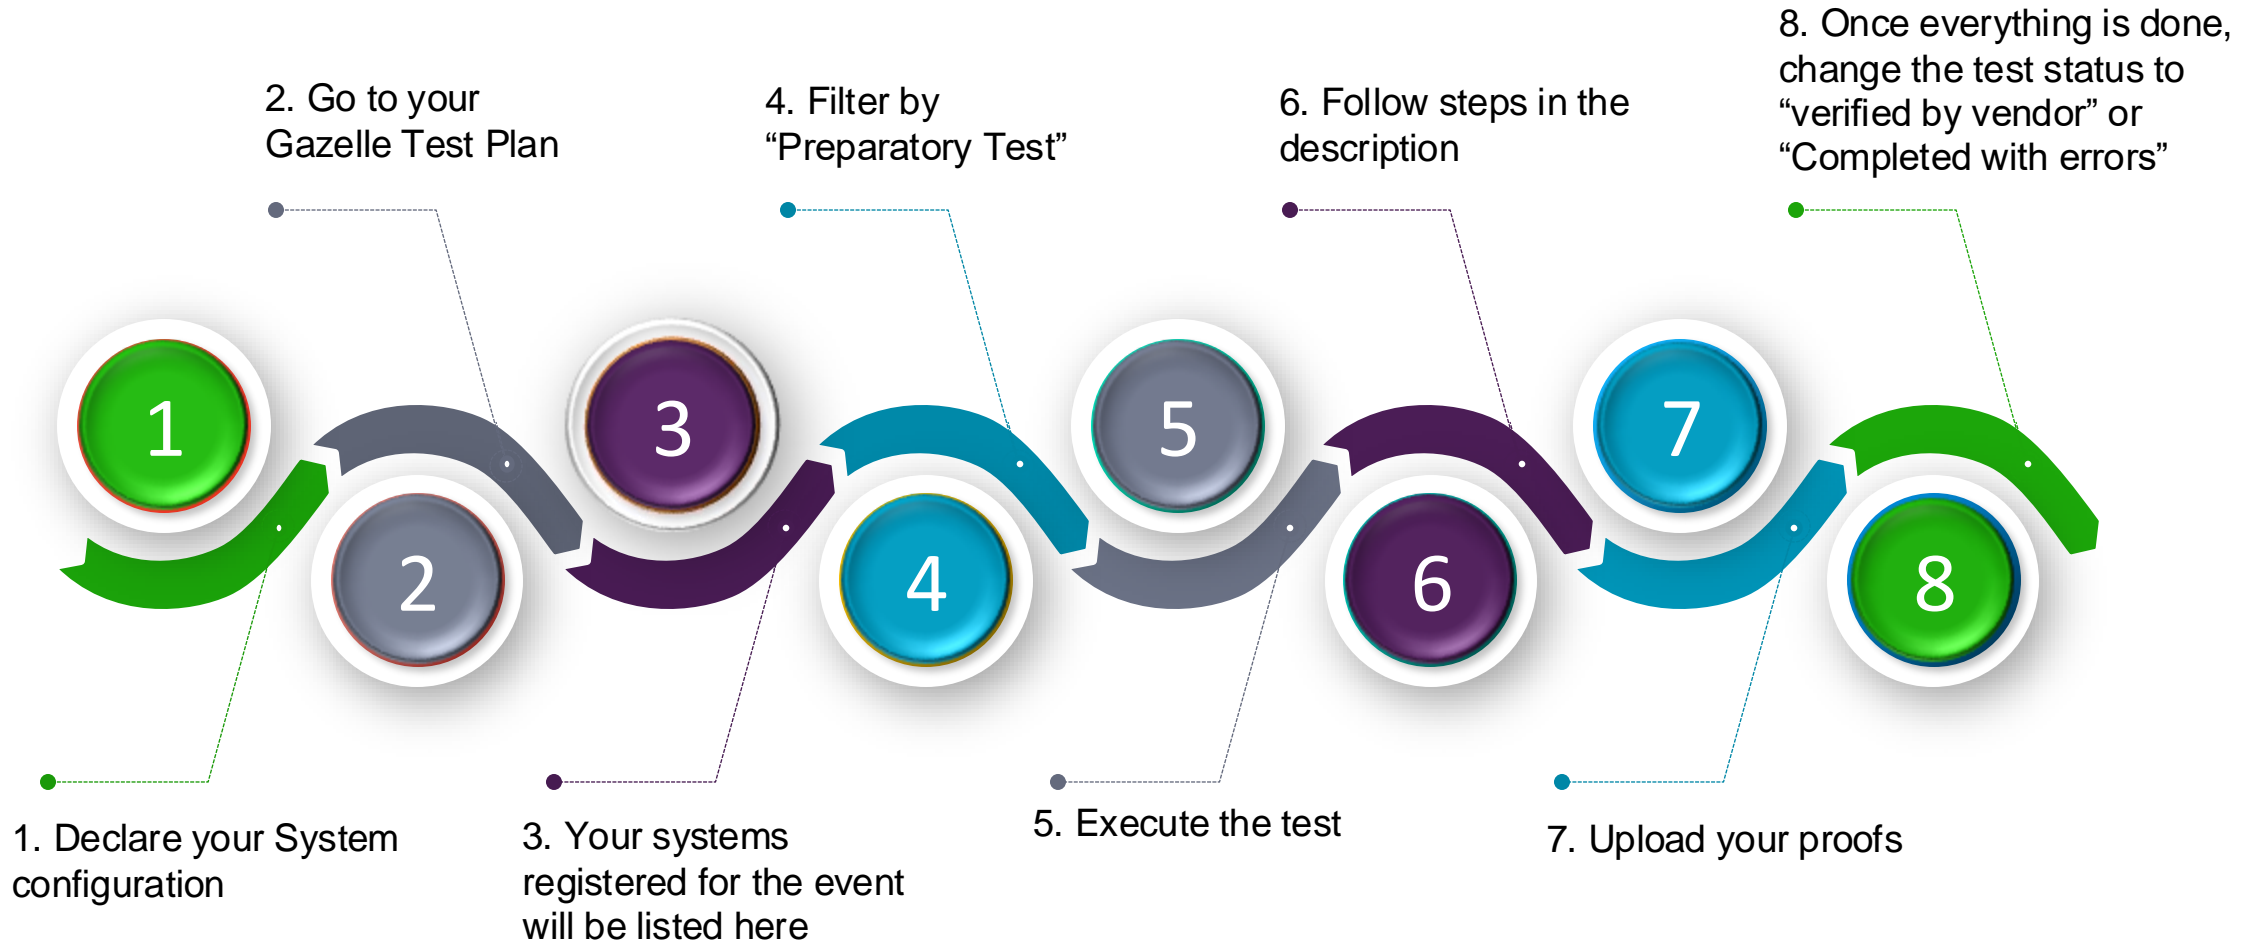 8. Once everything is done,
change the test status to
“verified by vendor” or
“Completed with errors”
2. Go to your
Gazelle Test Plan
4. Filter by
“Preparatory Test”
6. Follow steps in the
description
1
2
3
4
5
6
7
8
1. Declare your System
configuration
3. Your systems
registered for the event
will be listed here
5. Execute the test
7. Upload your proofs